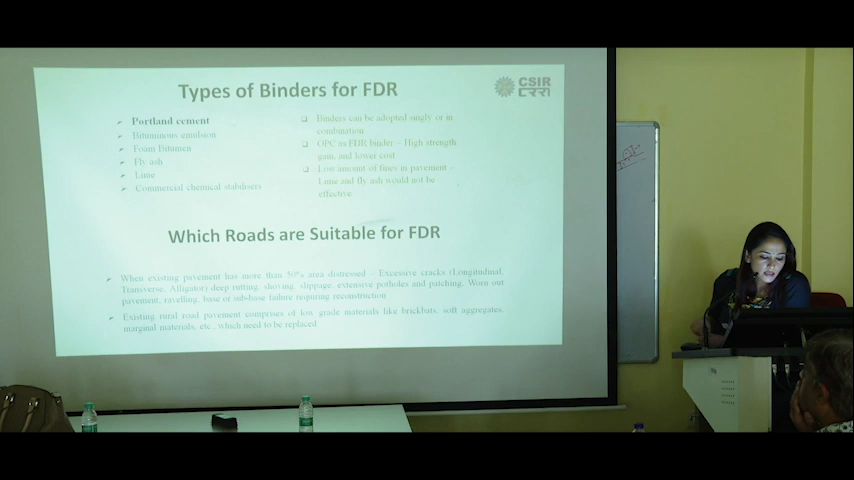 Types of Binders for FDR
CSIR
Portland cement
Bituminous emulsion
Foam Bitumen
Fly ash
Lime
Commercial chemical stabilisers
Binders can be adopted singly or in
combination
OPC as FDR binder – High strength
gain, and lower cost
Low amount of fines in pavement –
Lime and fly ash would not be
effective
Which Roads are Suitable for FDR
When existing pavement has more than 50% area distressed – Excessive cracks (Longitudinal,
Transverse, Alligator) deep rutting, shoving, slippage, extensive potholes and patching, Worn out
pavement, ravelling, base or sub-base failure requiring reconstruction
Existing rural road pavement comprises of low grade materials like brickbats, soft aggregates,
marginal materials, etc., which need to be replaced